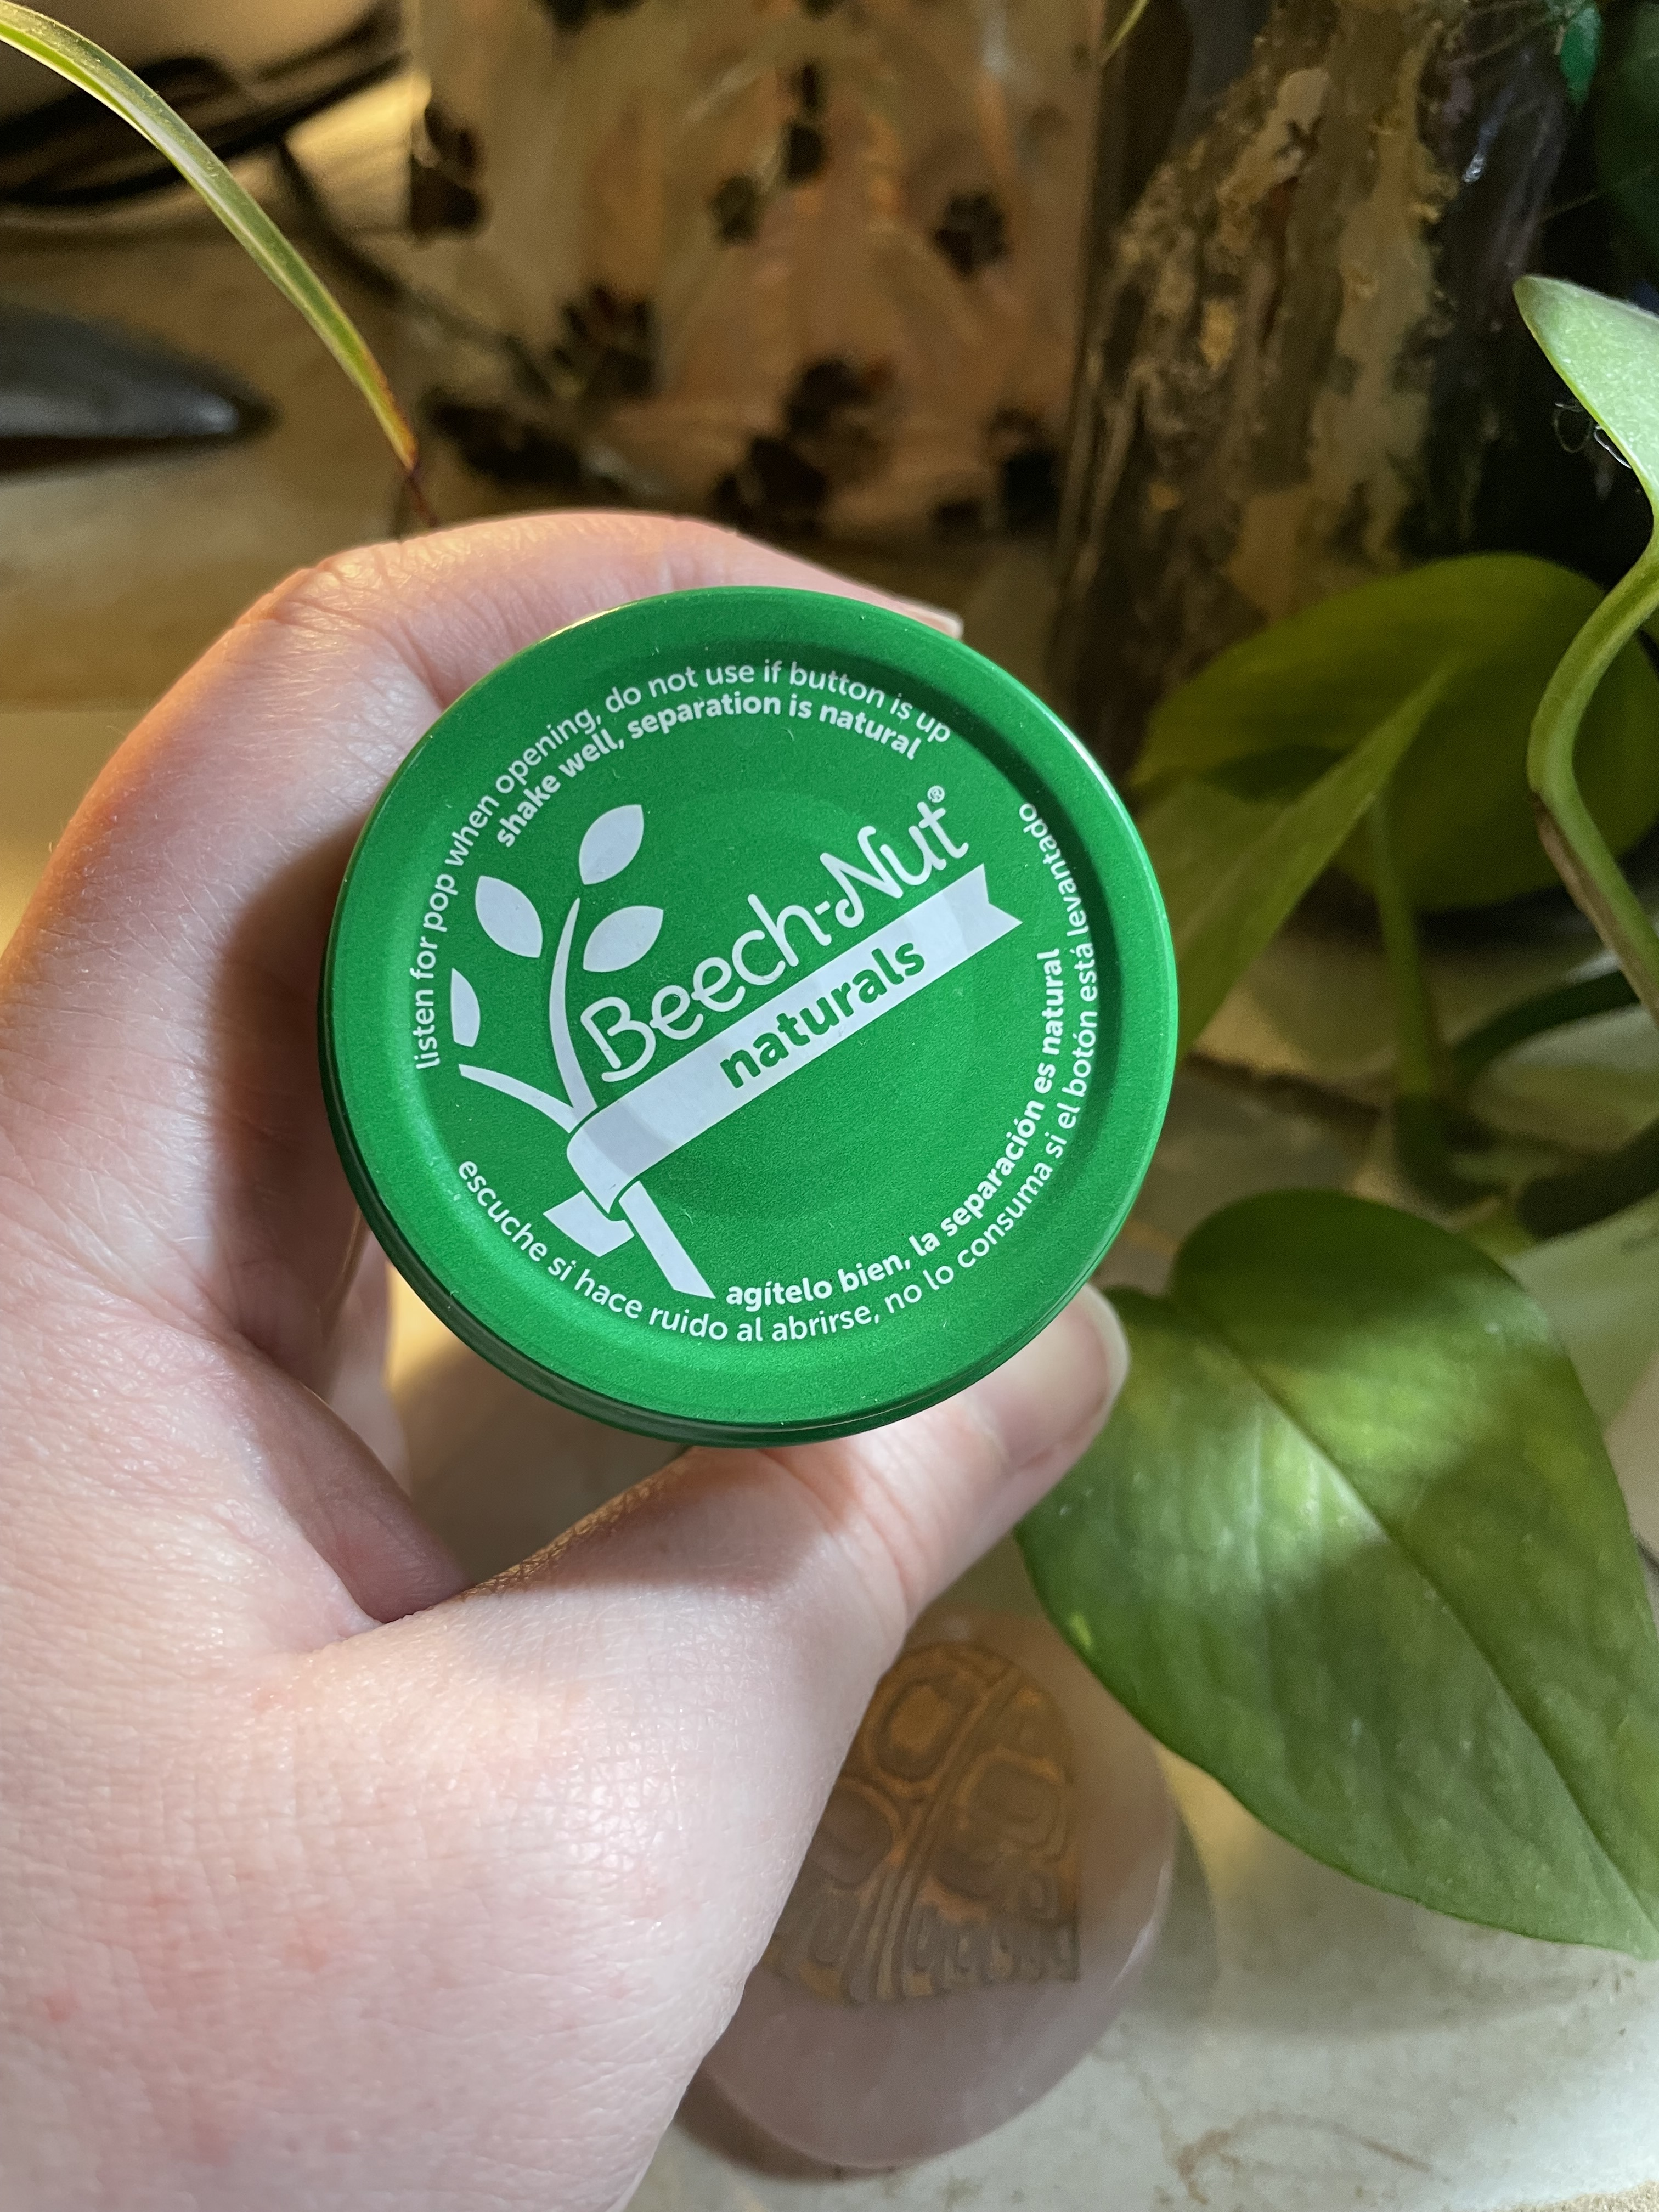 listen for pop when opening, do not use if button is up
shake well, separation is natural
Beech-Nut®
naturals
agítelo bien, la separación es natural
escuche si hace ruido al abrirse, no lo consuma si el botón está levantado